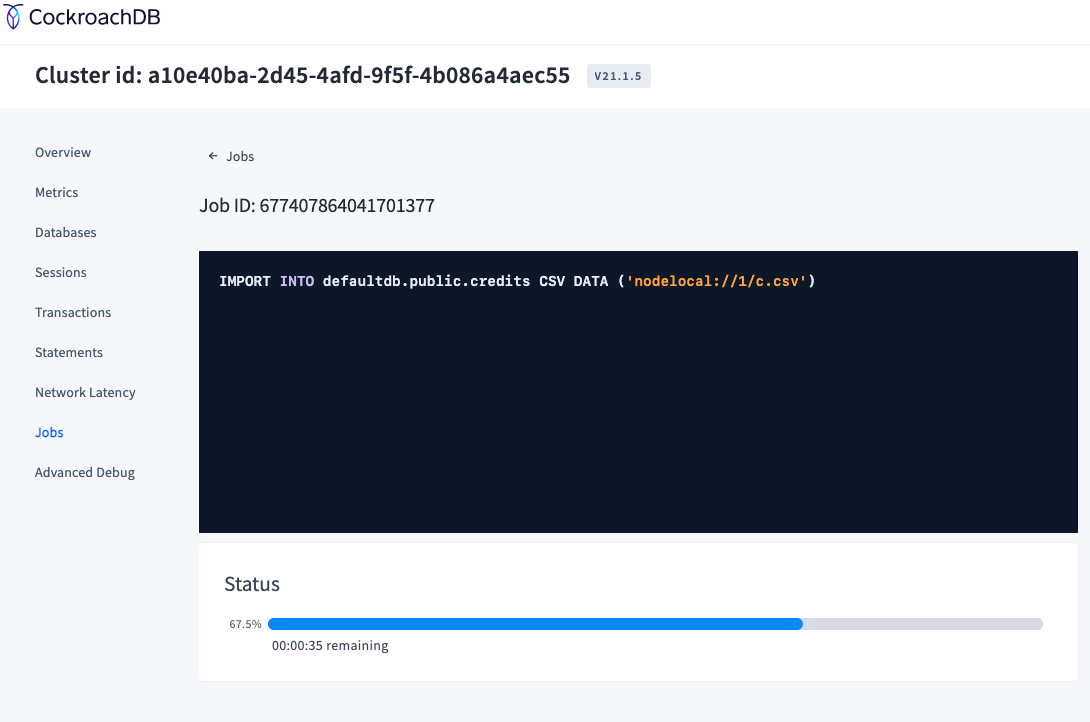 CockroachDB
Cluster id: a10e40ba-2d45-4afd-9f5f-4b086a4aec55 V21.1.5
Overview
Metrics
Databases
Sessions
Transactions
Statements
Network Latency
Jobs
Advanced Debug
← Jobs
Job ID: 677407864041701377
IMPORT INTO defaultdb.public.credits CSV DATA ('nodelocal://1/c.csv')
Status
67.5%
00:00:35 remaining